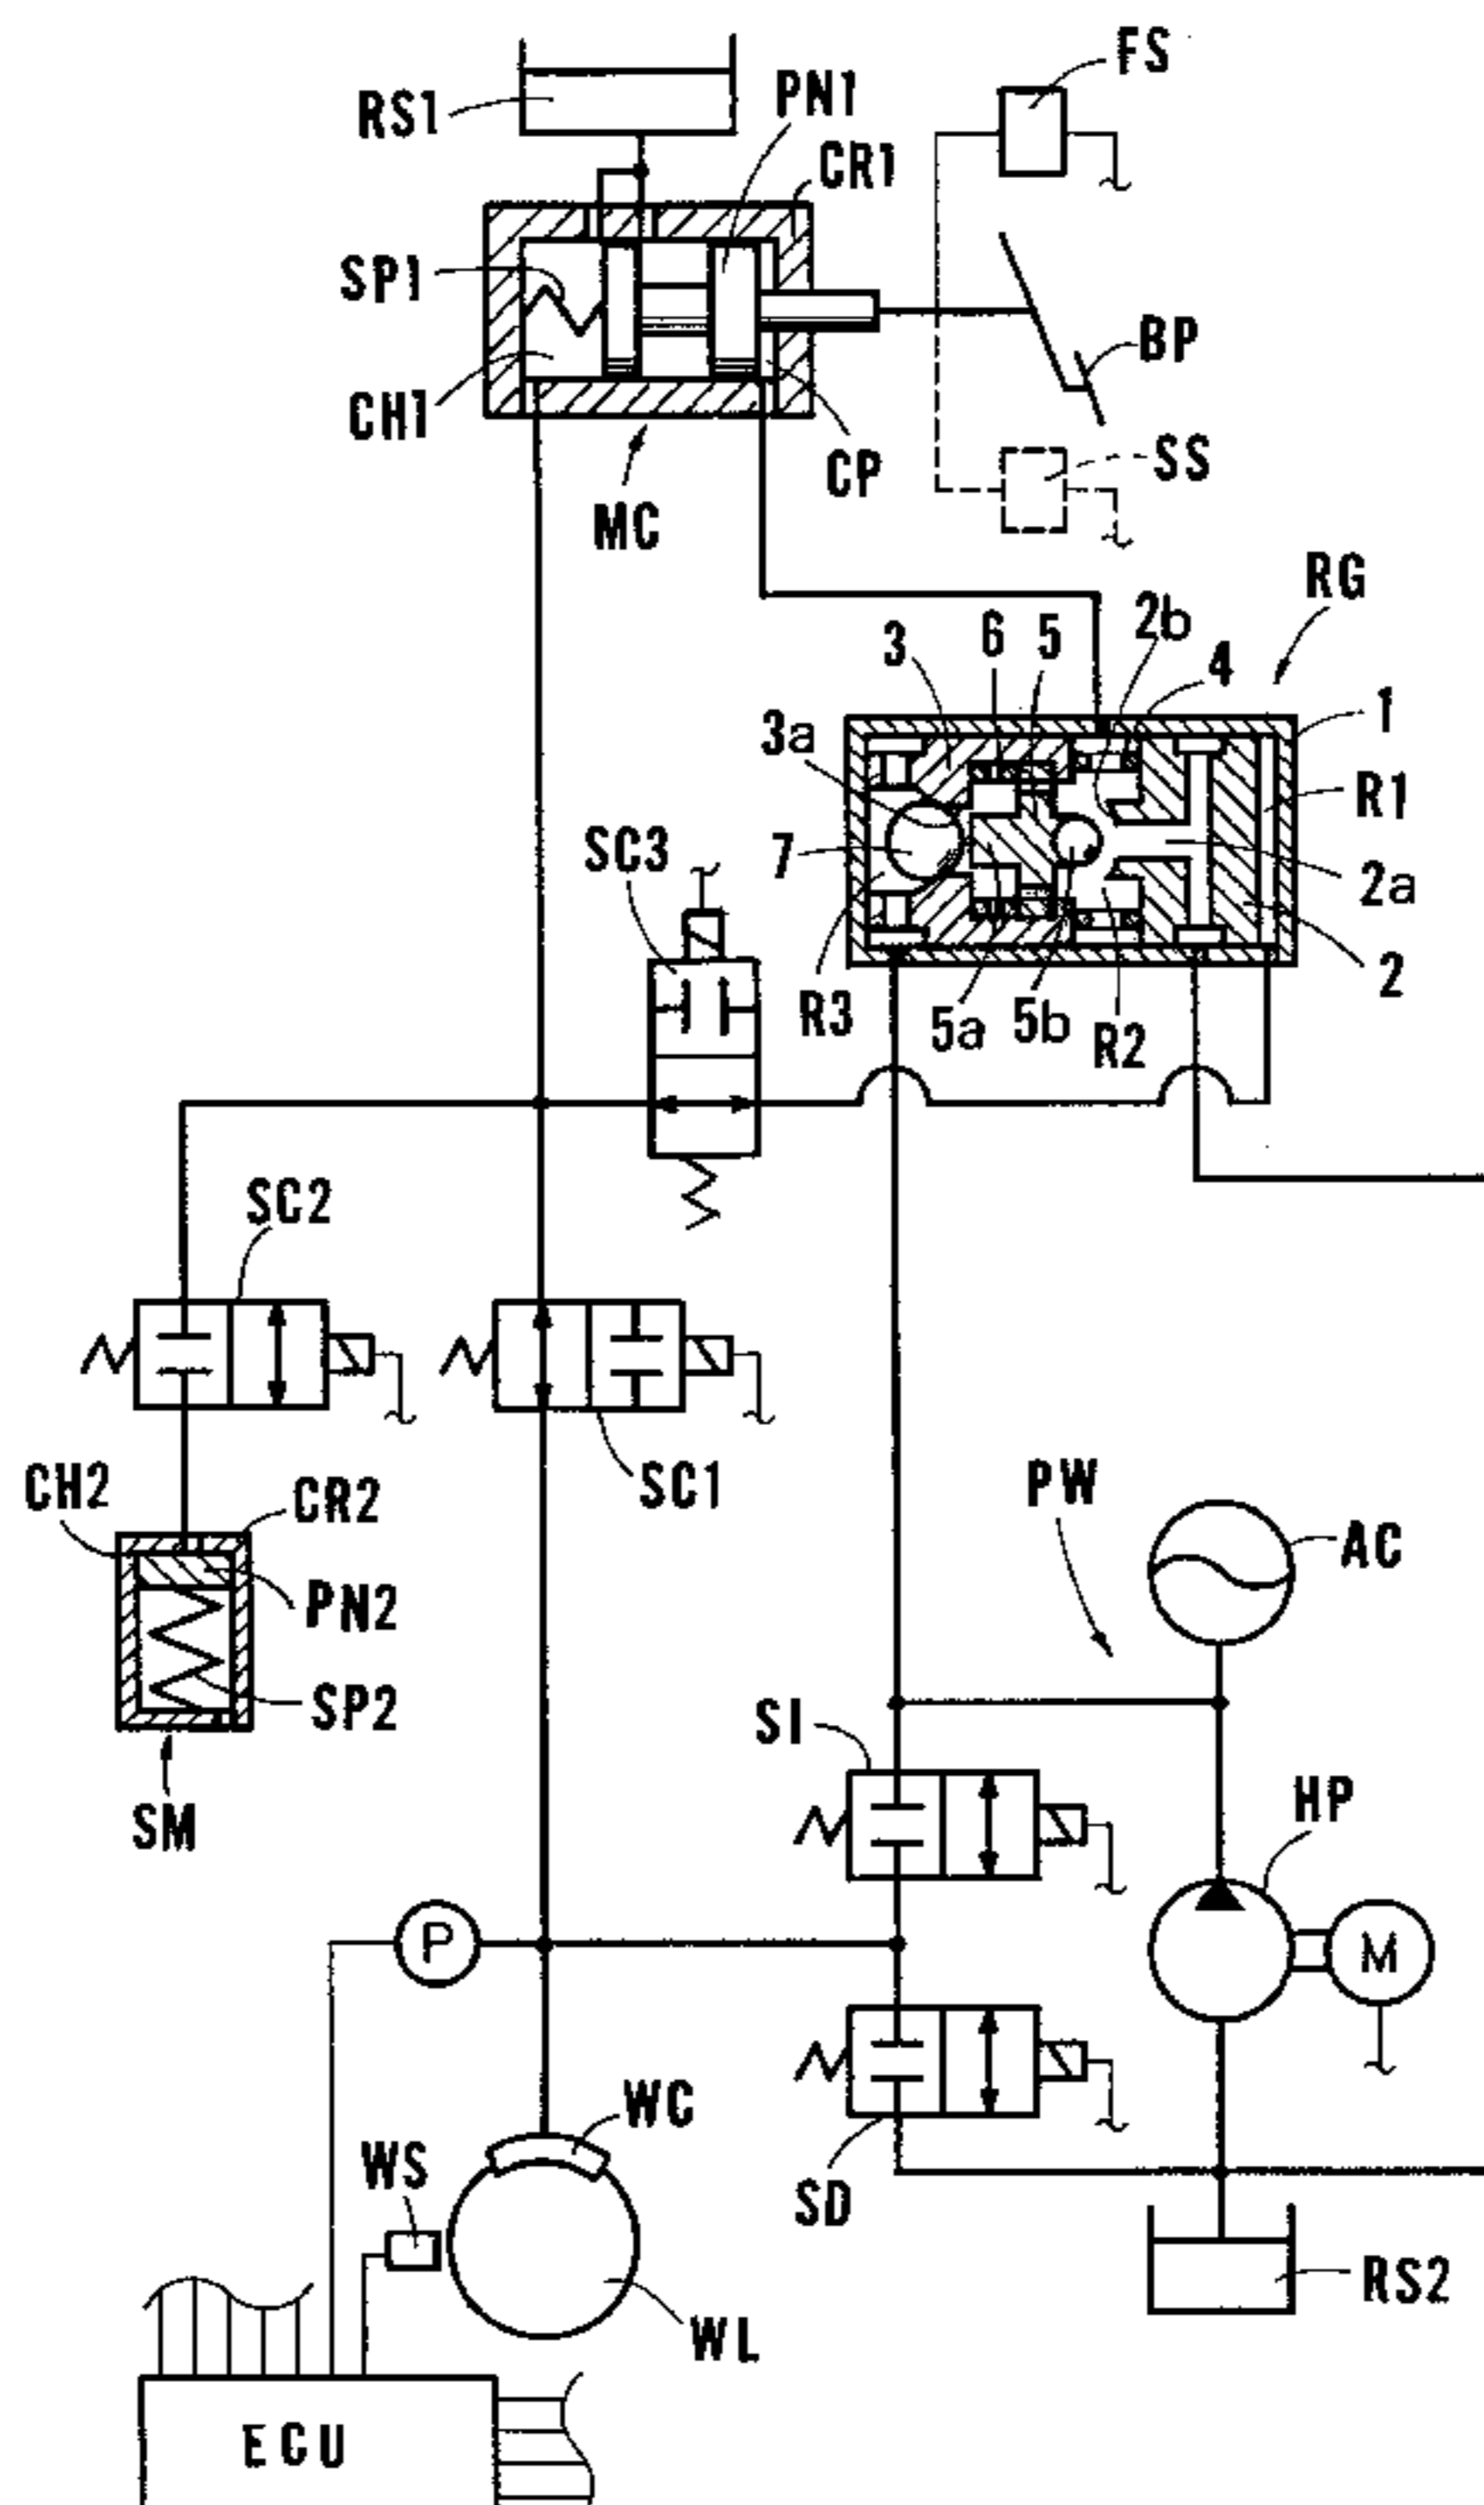 FS
RS1
PN1
CR1
SP1
BP
CH1
CP
SS
MC
RG
2b
3
6
5
4
1
3a
R1
SC3
7
2a
2
R3
5a
5b
R2
SC2
SC1
CH2
CR2
PW
AC
PN2
SP2
SI
HP
SM
P
M
WC
WS
SD
RS2
WL
ECU